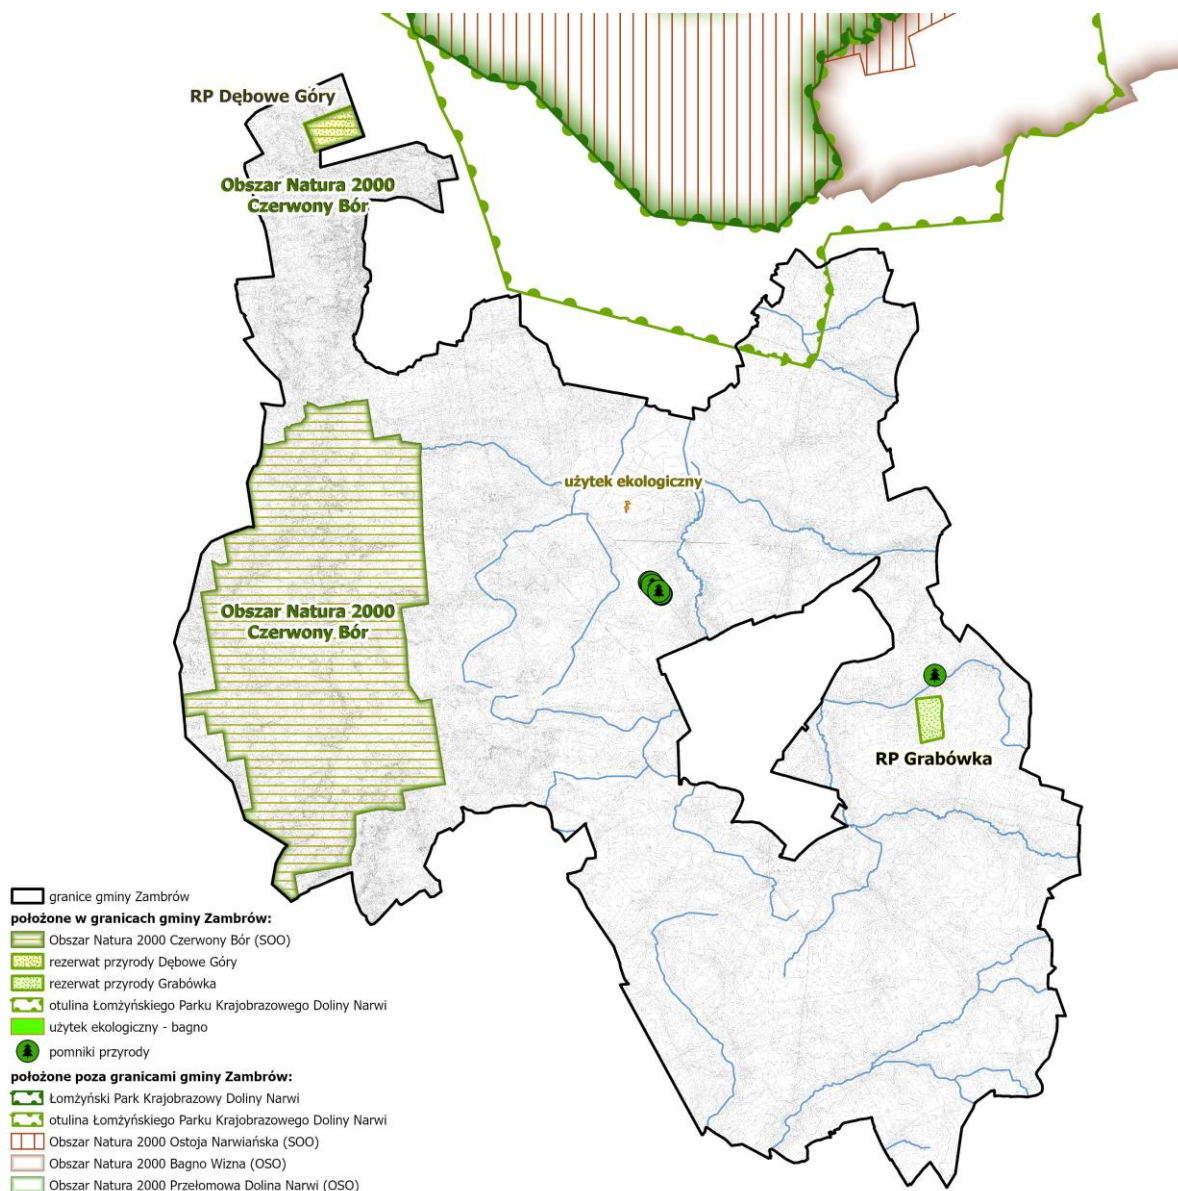 RP Dębowe Góry
Obszar Natura 2000
Czerwony Bór
użytek ekologiczny
Obszar Natura 2000
Czerwony Bór
RP Grabówka
granice gminy Zambrów
położone w granicach gminy Zambrów:
Obszar Natura 2000 Czerwony Bór (SOO)
rezerwat przyrody Dębowe Góry
rezerwat przyrody Grabówka
otulina Łomżyńskiego Parku Krajobrazowego Doliny Narwi
użytek ekologiczny - bagno
pomniki przyrody
położone poza granicami gminy Zambrów:
Łomżyński Park Krajobrazowy Doliny Narwi
otulina Łomżyńskiego Parku Krajobrazowego Doliny Narwi
Obszar Natura 2000 Ostoja Narwiańska (SOO)
Obszar Natura 2000 Bagno Wizna (OSO)
Obszar Natura 2000 Przełomowa Dolina Narwi (OSO)